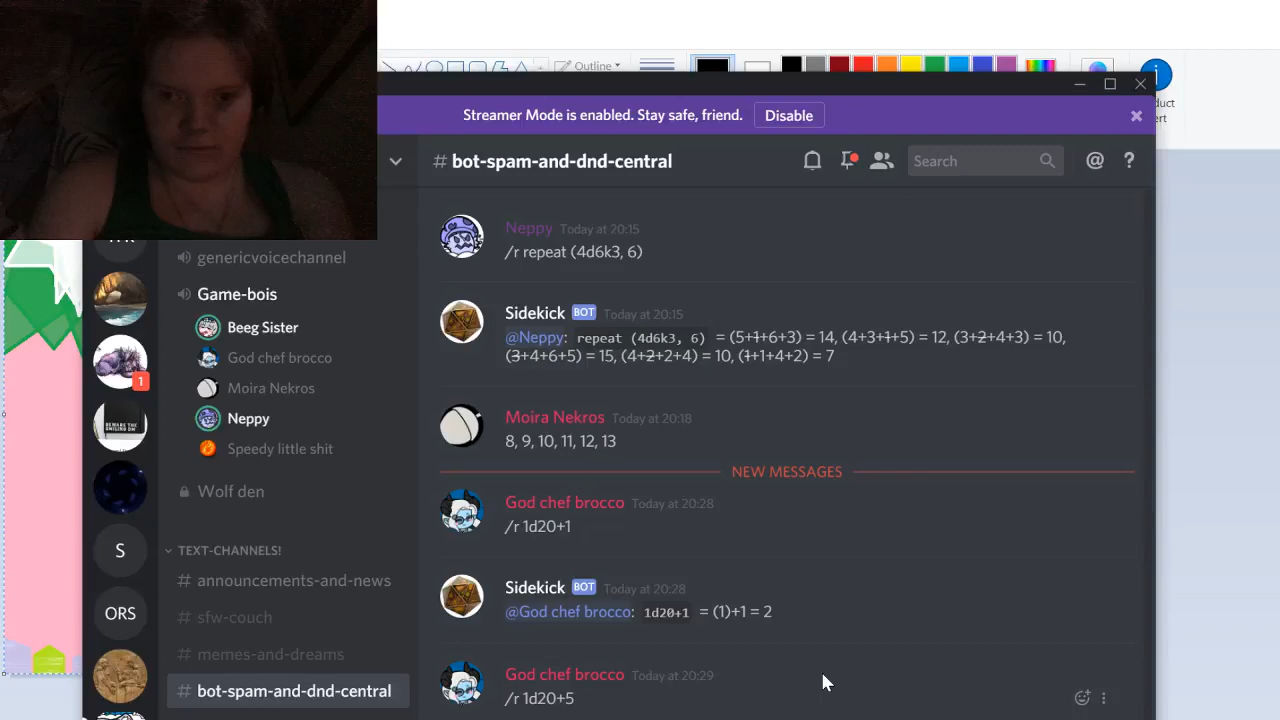 Outline
duct
ert
Streamer Mode is enabled. Stay safe, friend.
Disable
# bot-spam-and-dnd-central
Search
@ ?
Neppy Today at 20:15
/r repeat (4d6k3, 6)
Sidekick BOT Today at 20:15
@Neppy: repeat (4d6k3, 6) = (5+1+6+3) = 14, (4+3+1+5) = 12, (3+2+4+3) = 10,
(3+4+6+5) = 15, (4+2+2+4) = 10, (1+1+4+2) = 7
Moira Nekros Today at 20:18
8, 9, 10, 11, 12, 13
NEW MESSAGES
God chef brocco Today at 20:28
/r 1d20+1
Sidekick BOT Today at 20:28
@God chef brocco: 1d20+1 = (1)+1 = 2
God chef brocco Today at 20:29
/r 1d20+5
genericvoicechannel
Game-bois
Beeg Sister
God chef brocco
Moira Nekros
Neppy
Speedy little shit
Wolf den
TEXT-CHANNELS!
# announcements-and-news
# sfw-couch
# memes-and-dreams
# bot-spam-and-dnd-central
1
BEWARE THE
SMILING DM
S
ORS